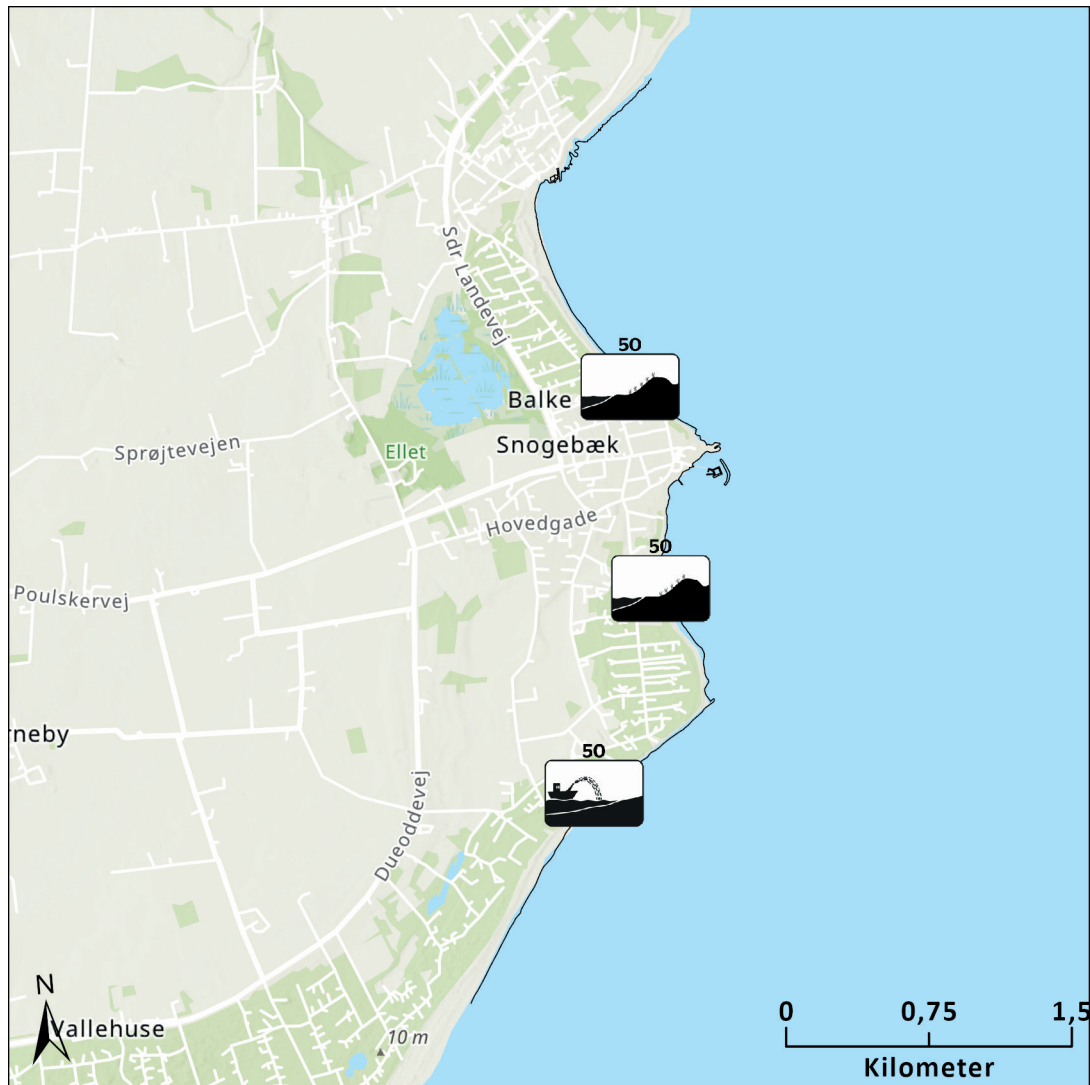 Sdr Landevej
50
Balke
Snogebæk
Sprøjtevejen
Ellet
Hovedgade
50
Poulskervej
rneby
50
Dueoddevej
N
Vallehuse
10 m
0
0,75
1,5
Kilometer